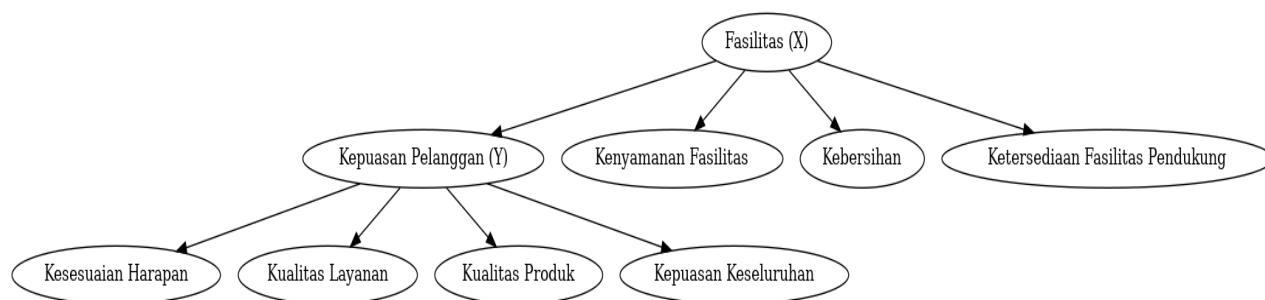 Fasilitas (X)
Kepuasan Pelanggan (Y)
Kenyamanan Fasilitas
Kebersihan
Ketersediaan Fasilitas Pendukung
Kesesuaian Harapan
Kualitas Layanan
Kualitas Produk
Kepuasan Keseluruhan